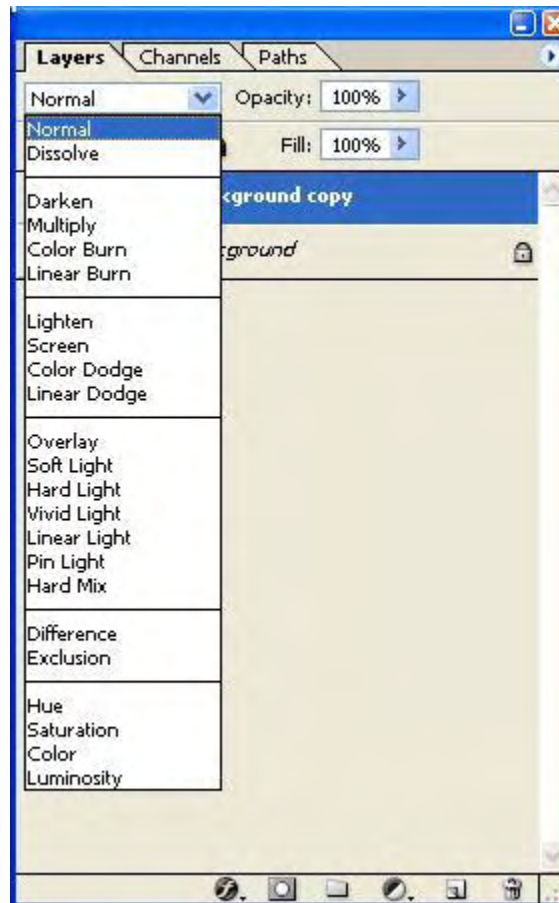 Layers Channels Paths
Normal Opacity: 100%
Normal
Dissolve Fill: 100%
Darken
Multiply
Color Burn
Linear Burn
copy
Lighten
Screen
Color Dodge
Linear Dodge
Overlay
Soft Light
Hard Light
Vivid Light
Linear Light
Pin Light
Hard Mix
Difference
Exclusion
Hue
Saturation
Color
Luminosity